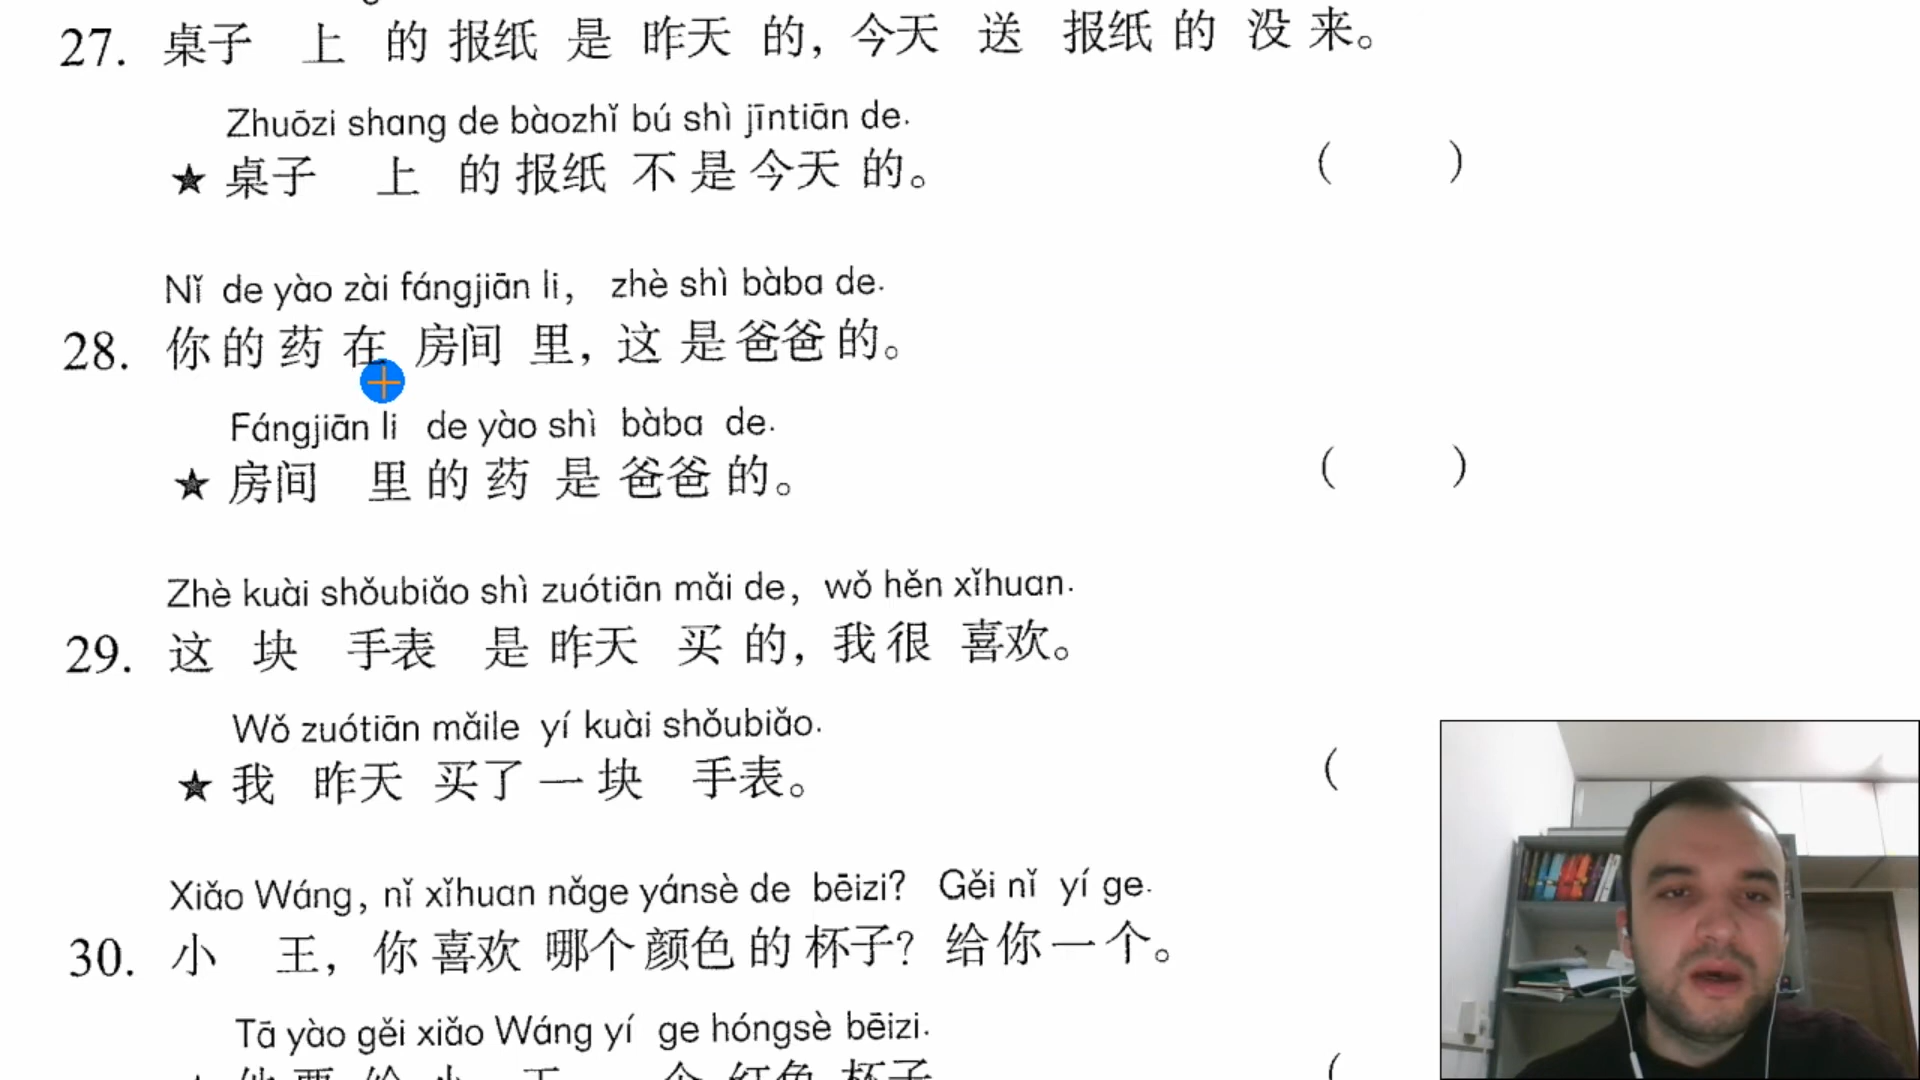 27. 桌子 上 的 报纸 是 昨天 的，今天 送 报纸 的 没 来。
Zhuōzi shang de bàozhǐ bú shì jīntiān de.
★ 桌子 上 的 报纸 不 是 今天 的。 ( )
Nǐ de yào zài fángjiān li, zhè shì bàba de.
28. 你 的 药 在 房间 里，这 是 爸爸 的。
Fángjiān li de yào shì bàba de.
★ 房间 里 的 药 是 爸爸 的。 ( )
Zhè kuài shǒubiǎo shì zuótiān mǎi de, wǒ hěn xǐhuan.
29. 这 块 手表 是 昨天 买 的，我 很 喜欢。
Wǒ zuótiān mǎile yí kuài shǒubiǎo.
★ 我 昨天 买了 一 块 手表。 (
Xiǎo Wáng, nǐ xǐhuan nǎge yánsè de bēizi? Gěi nǐ yí ge.
30. 小 王，你 喜欢 哪个 颜色 的 杯子？给 你 一 个。
Tā yào gěi xiǎo Wáng yí ge hóngsè bēizi.